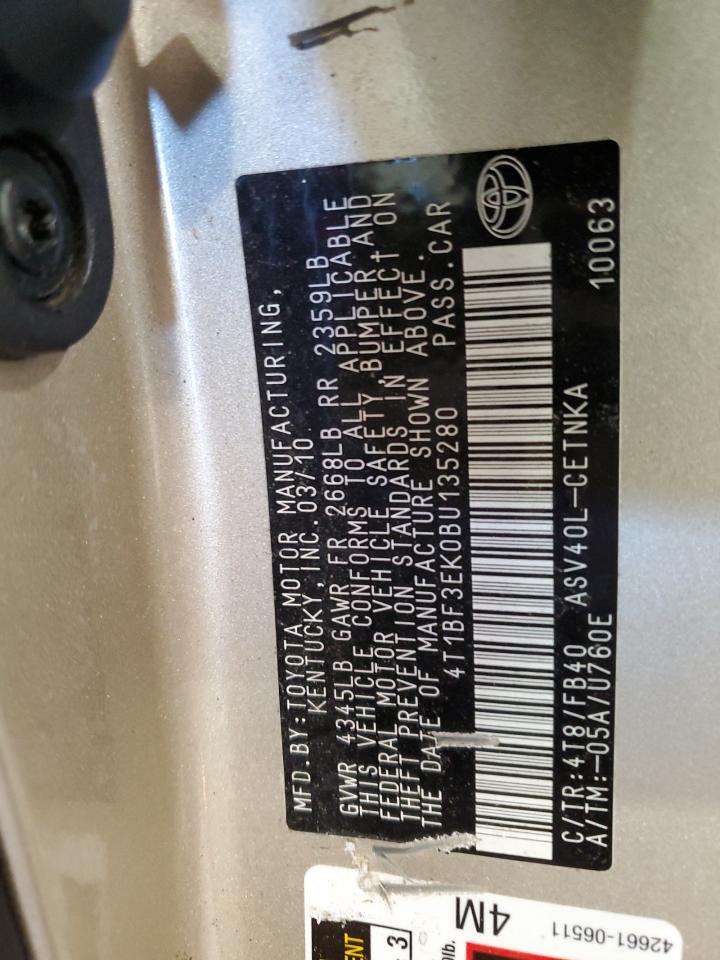 MFD. BY: TOYOTA MOTOR MANUFACTURING,
KENTUCKY, INC. 03/10
GVWR 4345LB GAWR FR 2668LB RR 2359LB
THIS VEHICLE CONFORMS TO ALL APPLICABLE
FEDERAL MOTOR VEHICLE SAFETY, BUMPER, AND
THEFT PREVENTION STANDARDS IN EFFECT ON
THE DATE OF MANUFACTURE SHOWN ABOVE.
4T1BF3EK0BU135280 PASS. CAR
C/TR:4T8/FB40 ASV40L-CETNKA 10063
A/TM:-05A/U760E
4M
42661-06511
3
lb.